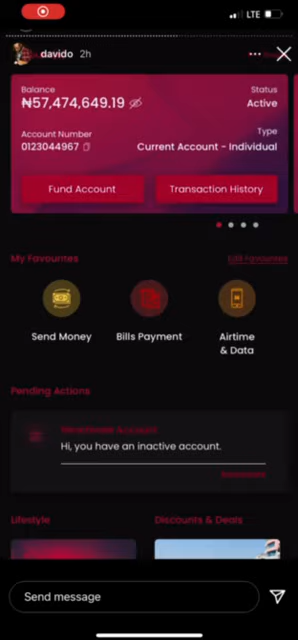 LTE
davido 2h
Balance
₦57,474,649.19
Status
Active
Account Number
0123044967
Type
Current Account - Individual
Fund Account
Transaction History
My Favourites
Edit Favourites
Send Money
Bills Payment
Airtime
& Data
Pending Actions
Hi, you have an inactive account.
Lifestyle
Discounts & Deals
Send message